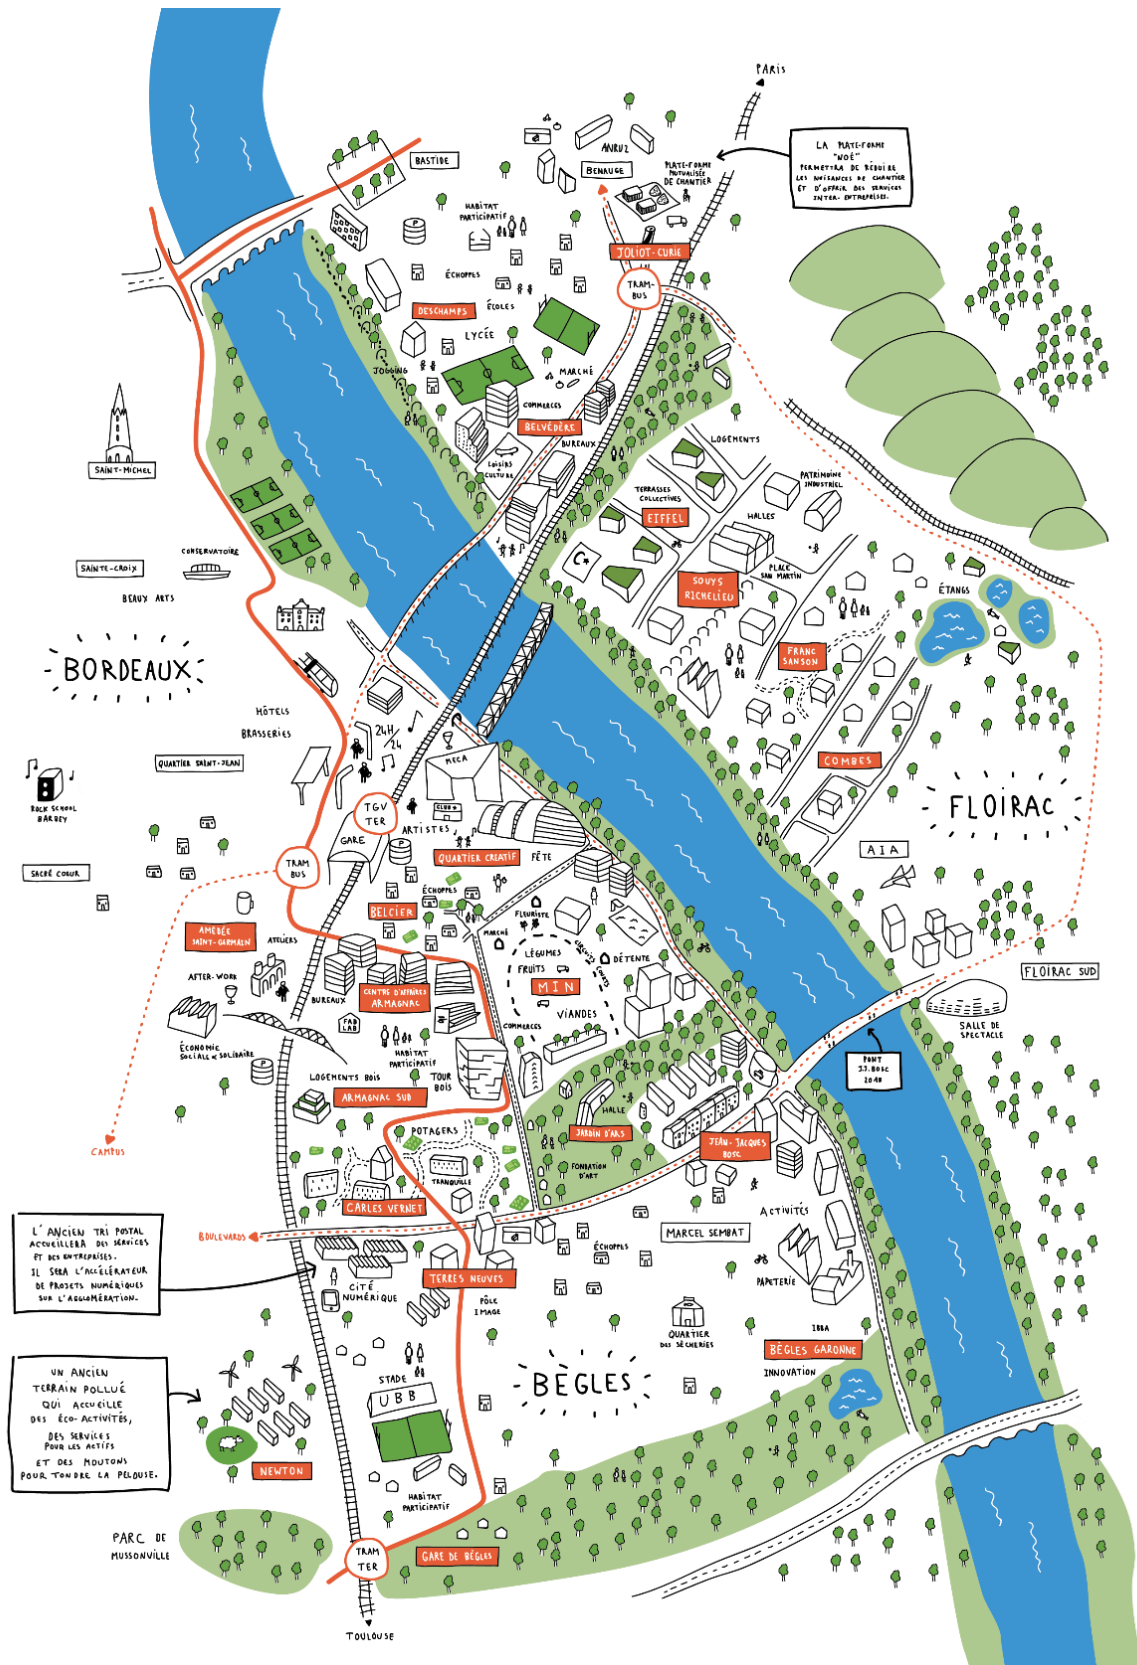 PARIS
LA PLATE-FORME
"NOÉ"
PERMETTRA DE RÉDUIRE
LES NUISANCES DE CHANTIER
ET D'OFFRIR DES SERVICES
INTER-ENTREPRISES.
BASTIDE
BENAUGE
PLATE-FORME
MUTUALISÉE
DE CHANTIER
HABITAT
PARTICIPATIF
JOLIOT-CURIE
TRAM-
BUS
ÉCHOPPES
DESCHAMPS
ÉCOLES
LYCÉE
JOGGING
MARCHÉ
COMMERCES
BELVÉDÈRE
BUREAUX
LOISIRS
+
CULTURE
LOGEMENTS
PATRIMOINE
INDUSTRIEL
TERRASSES
COLLECTIVES
EIFFEL
HALLES
PLACE
SAN MARTIN
SOUYS
RICHELIEU
FRANC
SANSON
ÉTANGS
COMBES
FLOIRAC
AIA
FLOIRAC SUD
SALLE DE
SPECTACLE
PONT
J.J. BOSC
2018
SAINT-MICHEL
SAINTE-CROIX
CONSERVATOIRE
BEAUX ARTS
BORDEAUX
HÔTELS
BRASSERIES
24H
/24
QUARTIER SAINT-JEAN
ROCK SCHOOL
BARBEY
SACRÉ COEUR
MECA
CLUB
TGV
TER
GARE
ARTISTES
QUARTIER CREATIF
FÊTE
TRAM
BUS
ÉCHOPPES
BELCIER
FLEURISTE
MARCHÉ
LÉGUMES
FRUITS
MIN
VIANDES
CIRCUITS COURTS
DÉTENTE
AMÉDÉE
SAINT-GERMAIN
ATELIERS
AFTER-WORK
BUREAUX
CENTRE D'AFFAIRES
ARMAGNAC
FAB
LAB
HABITAT
PARTICIPATIF
COMMERCES
ÉCONOMIE
SOCIALE & SOLIDAIRE
LOGEMENTS BOIS
TOUR
BOIS
ARMAGNAC SUD
HALLE
JARDIN D'ARS
JEAN-JACQUES
BOSC
FONDATION
D'ART
POTAGERS
TRANQUILLE
CARLES VERNET
CAMPUS
BOULEVARDS
L'ANCIEN TRI POSTAL
ACCUEILLERA DES SERVICES
ET DES ENTREPRISES.
IL SERA L'ACCÉLÉRATEUR
DE PROJETS NUMÉRIQUES
SUR L'AGGLOMÉRATION.
CITÉ
NUMÉRIQUE
TERRES NEUVES
PÔLE
IMAGE
ÉCHOPPES
MARCEL SEMBAT
ACTIVITÉS
PAPETERIE
QUARTIER
DES SÈCHERIES
BÈGLES GARONNE
INNOVATION
BÈGLES
UN ANCIEN
TERRAIN POLLUÉ
QUI ACCUEILLE
DES ÉCO-ACTIVITÉS,
DES SERVICES
POUR LES ACTIFS
ET DES MOUTONS
POUR TONDRE LA PELOUSE.
NEWTON
STADE
UBB
HABITAT
PARTICIPATIF
PARC DE
MUSSONVILLE
TRAM
TER
GARE DE BÈGLES
TOULOUSE